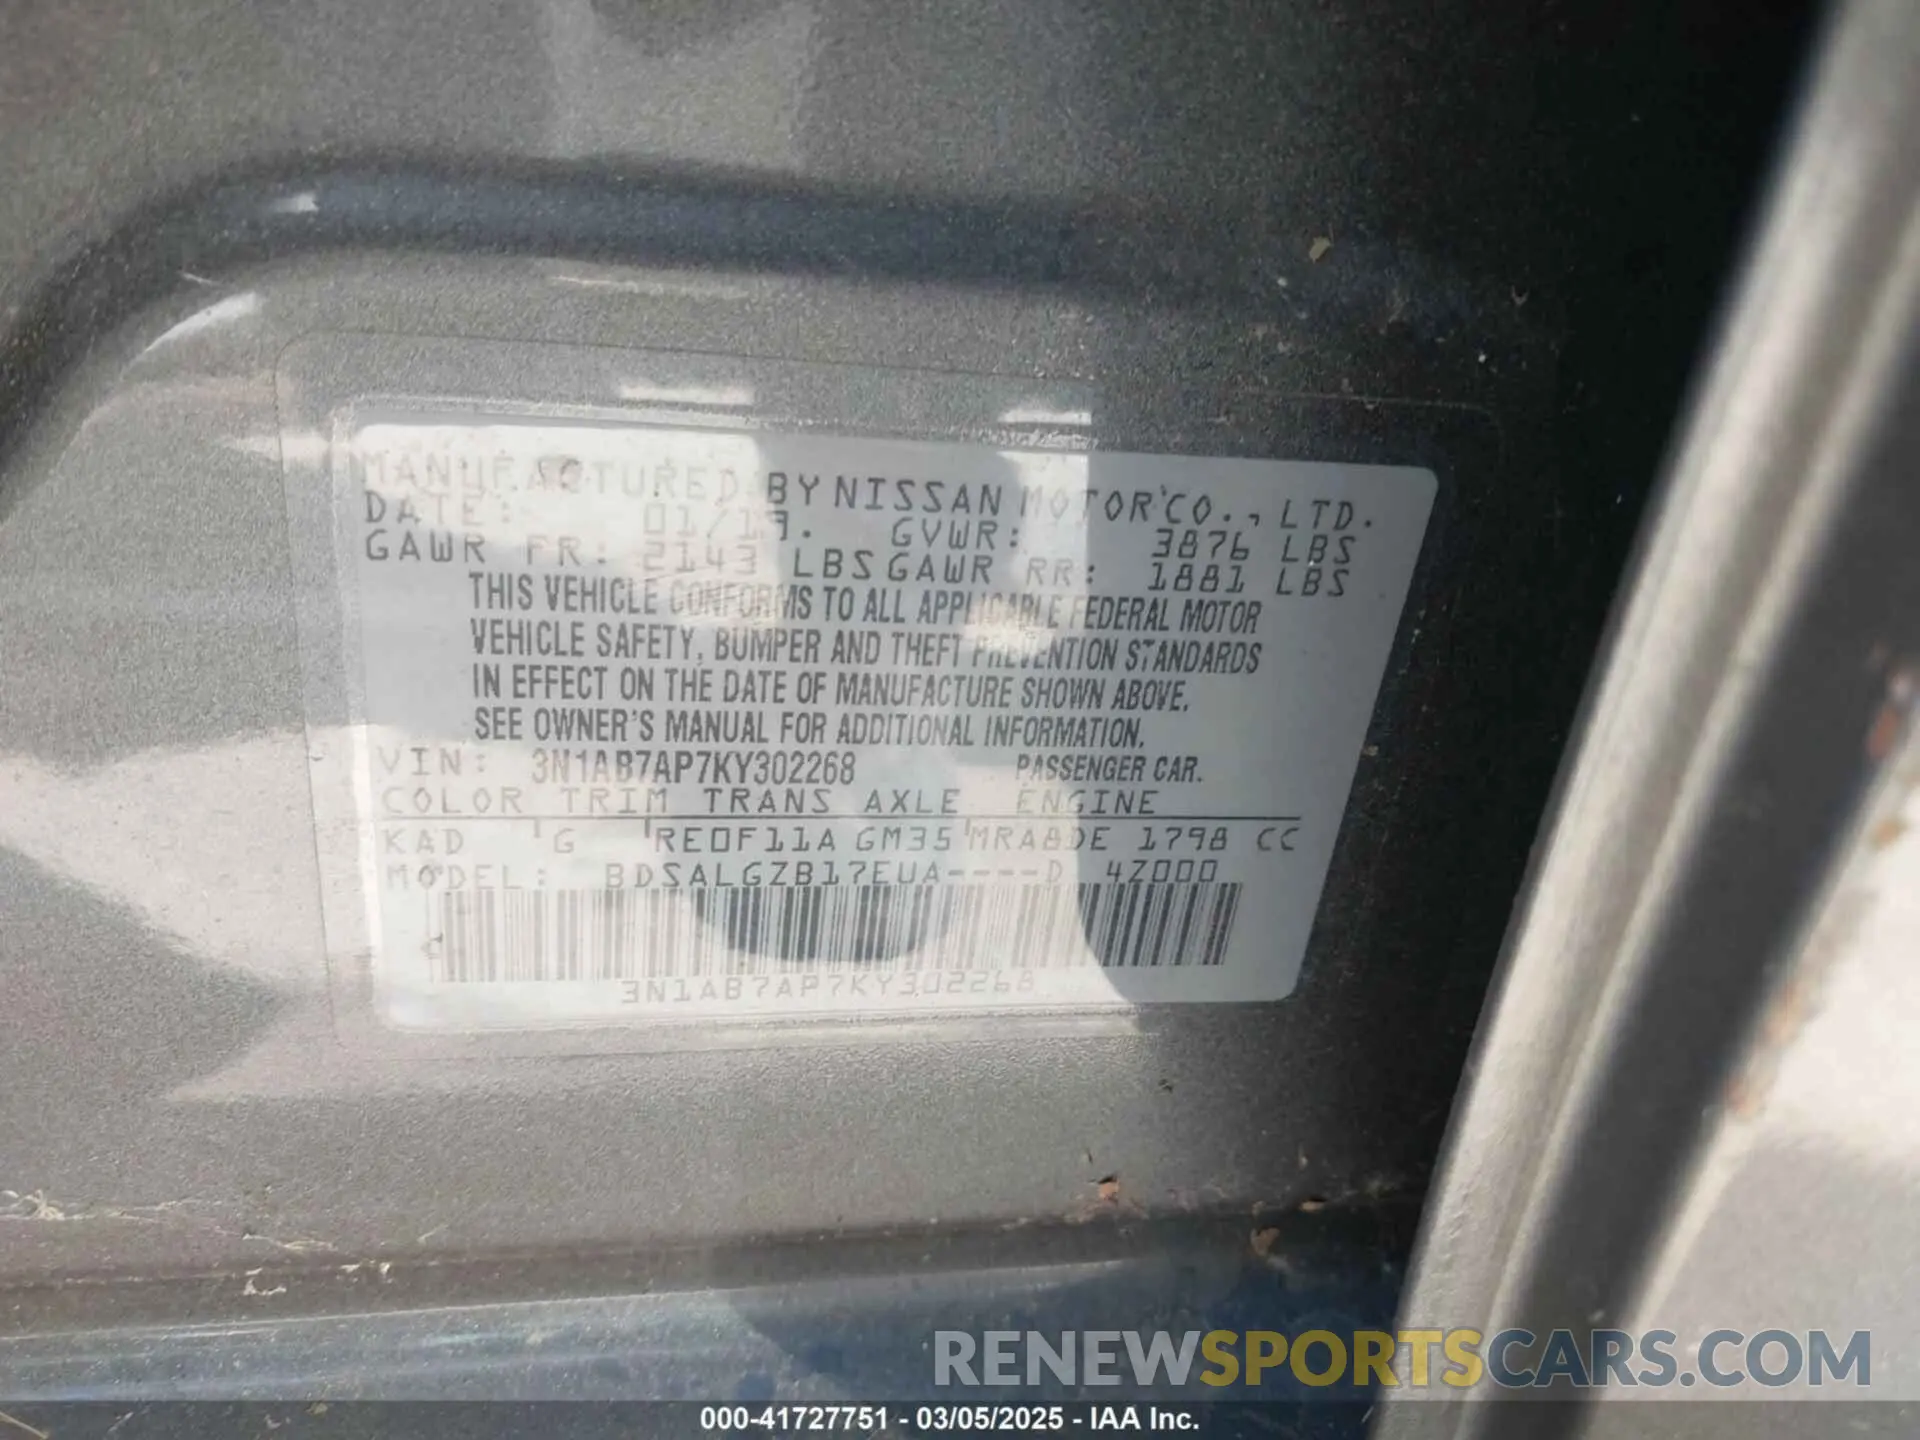 MANUFACTURED BY NISSAN MOTOR CO., LTD.
DATE: 01/19. GVWR: 3876 LBS
GAWR FR: 2143 LBS GAWR RR: 1881 LBS
THIS VEHICLE CONFORMS TO ALL APPLICABLE FEDERAL MOTOR
VEHICLE SAFETY, BUMPER AND THEFT PREVENTION STANDARDS
IN EFFECT ON THE DATE OF MANUFACTURE SHOWN ABOVE.
SEE OWNER'S MANUAL FOR ADDITIONAL INFORMATION.
VIN: 3N1AB7AP7KY302268 PASSENGER CAR.
COLOR TRIM TRANS AXLE ENGINE
KAD G RE0F11A GM35 MRA8DE 1798 CC
MODEL: BDSALGZB17EUA----D 4Z000
3N1AB7AP7KY302268
RENEWSPORTSCARS.COM
000-41727751 - 03/05/2025 - IAA Inc.